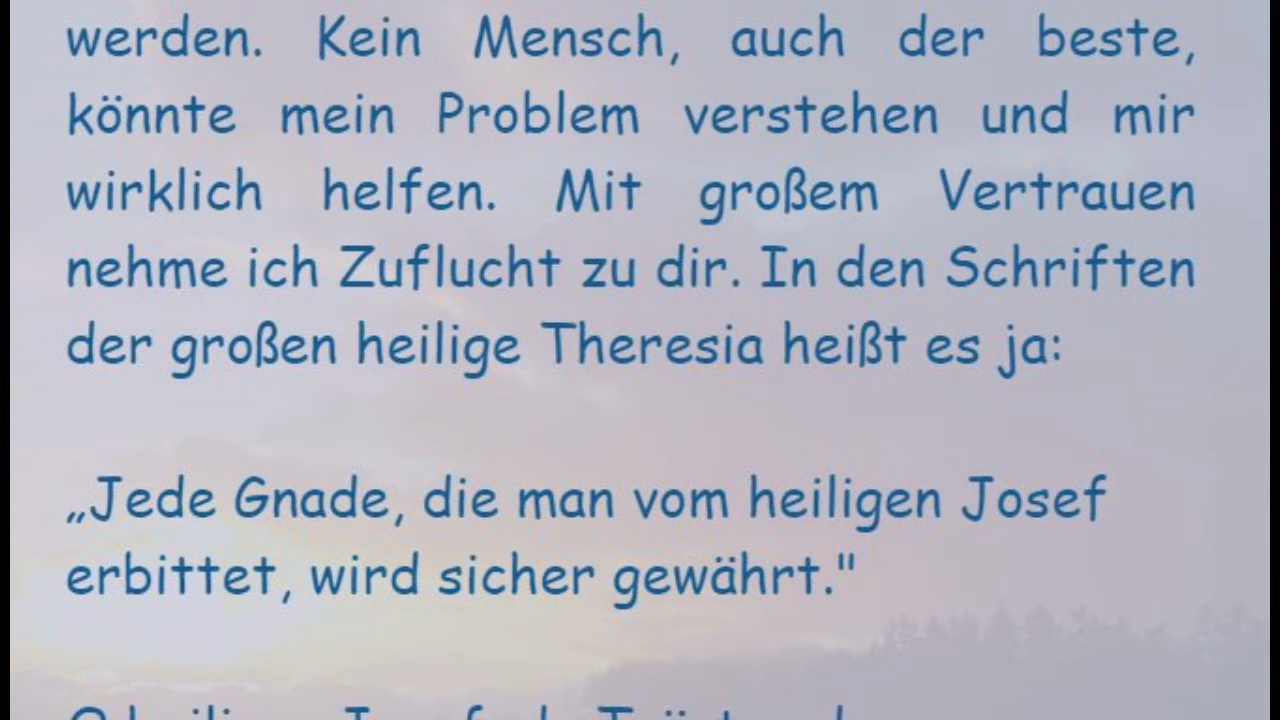 werden. Kein Mensch, auch der beste,
könnte mein Problem verstehen und mir
wirklich helfen. Mit großem Vertrauen
nehme ich Zuflucht zu dir. In den Schriften
der großen heilige Theresia heißt es ja:
„Jede Gnade, die man vom heiligen Josef
erbittet, wird sicher gewährt."